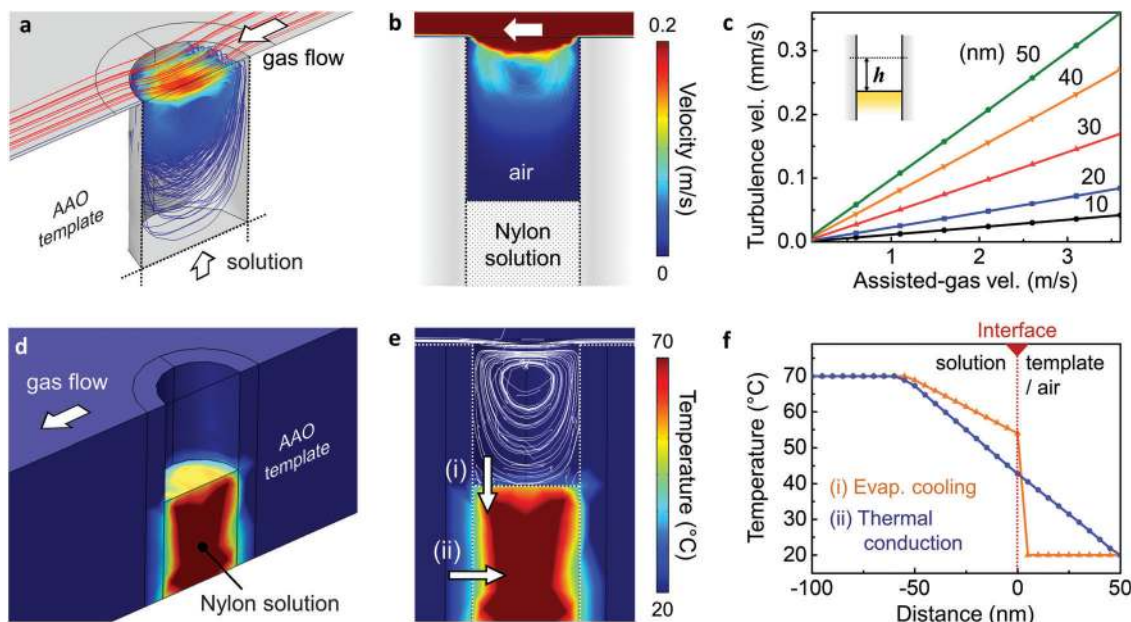 a
gas flow
AAO
template
solution
b
air
Nylon
solution
0.2
Velocity (m/s)
0
c
(nm)
50
40
30
20
10
h
0.3
0.2
0.1
0.0
Turbulence vel. (mm/s)
1
2
3
Assisted-gas vel. (m/s)
d
gas flow
AAO
template
Nylon solution
e
(i)
(ii)
70
Temperature (°C)
20
f
Interface
solution
template
/ air
(i) Evap. cooling
(ii) Thermal
conduction
80
70
60
50
40
30
20
Temperature (°C)
-100
-50
0
50
Distance (nm)